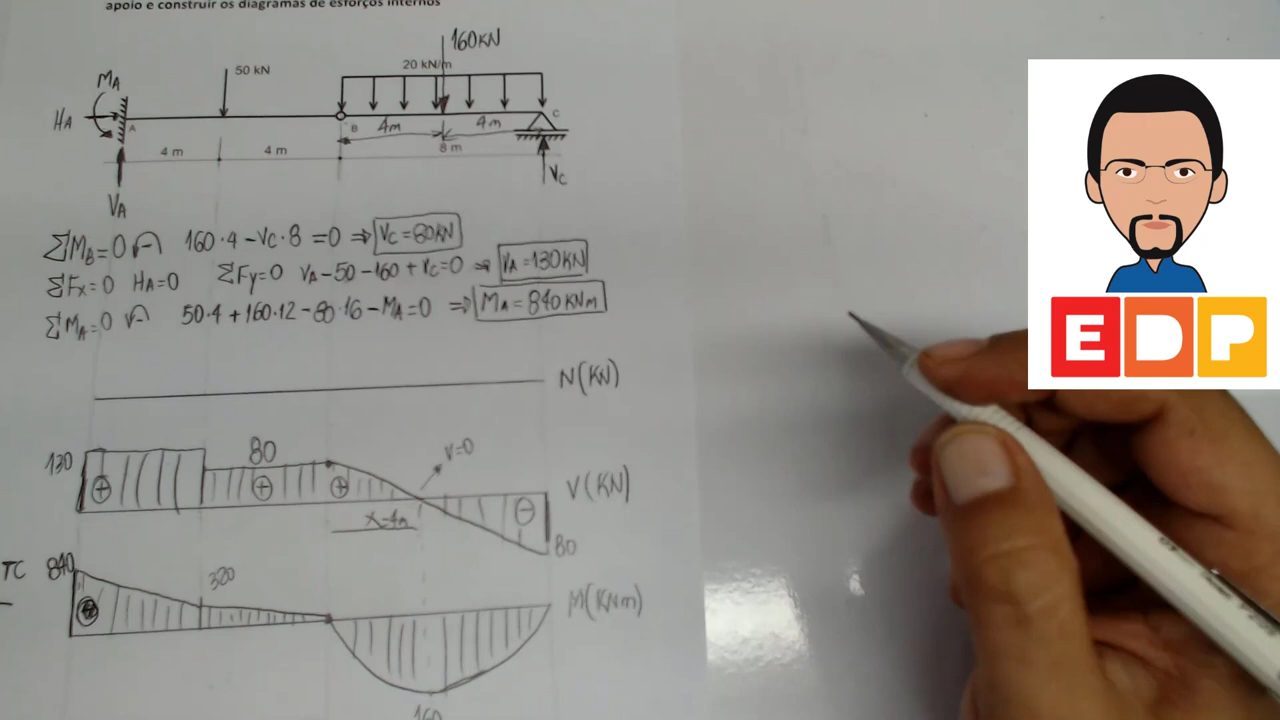 apoio e construir os diagramas de esforços internos
160KN
20 kN/m
50 kN
MA
HA
A
B
C
4m
4m
4 m
4 m
8 m
VA
VC
ΣMB=0 160·4-VC·8=0 ⇒ VC=80KN
ΣFx=0 HA=0 ΣFy=0 VA-50-160+VC=0 ⇒ VA=130KN
ΣMA=0 50·4+160·12-80·16-MA=0 ⇒ MA=840KNm
N(KN)
130
80
V=0
V(KN)
+
+
+
-
X=4m
80
TC
840
320
M(KNm)
160
EDP